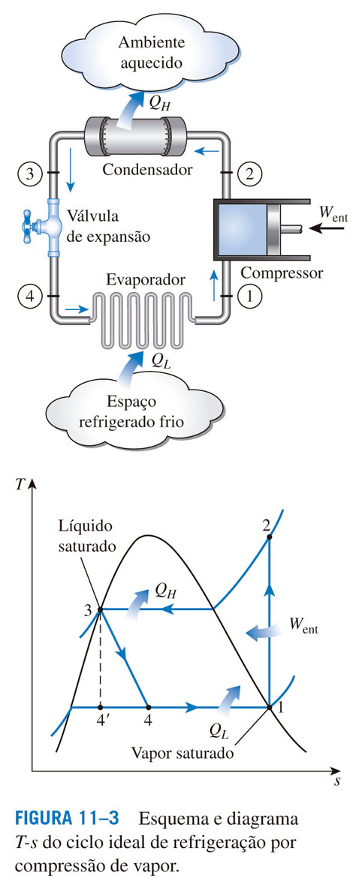 Ambiente
aquecido
Q_H
Condensador
3
2
Válvula
de expansão
W_ent
Evaporador
Compressor
4
1
Q_L
Espaço
refrigerado frio
T
Líquido
saturado
2
Q_H
3
W_ent
4′
4
Q_L
1
Vapor saturado
s
FIGURA 11–3 Esquema e diagrama
T-s do ciclo ideal de refrigeração por
compressão de vapor.